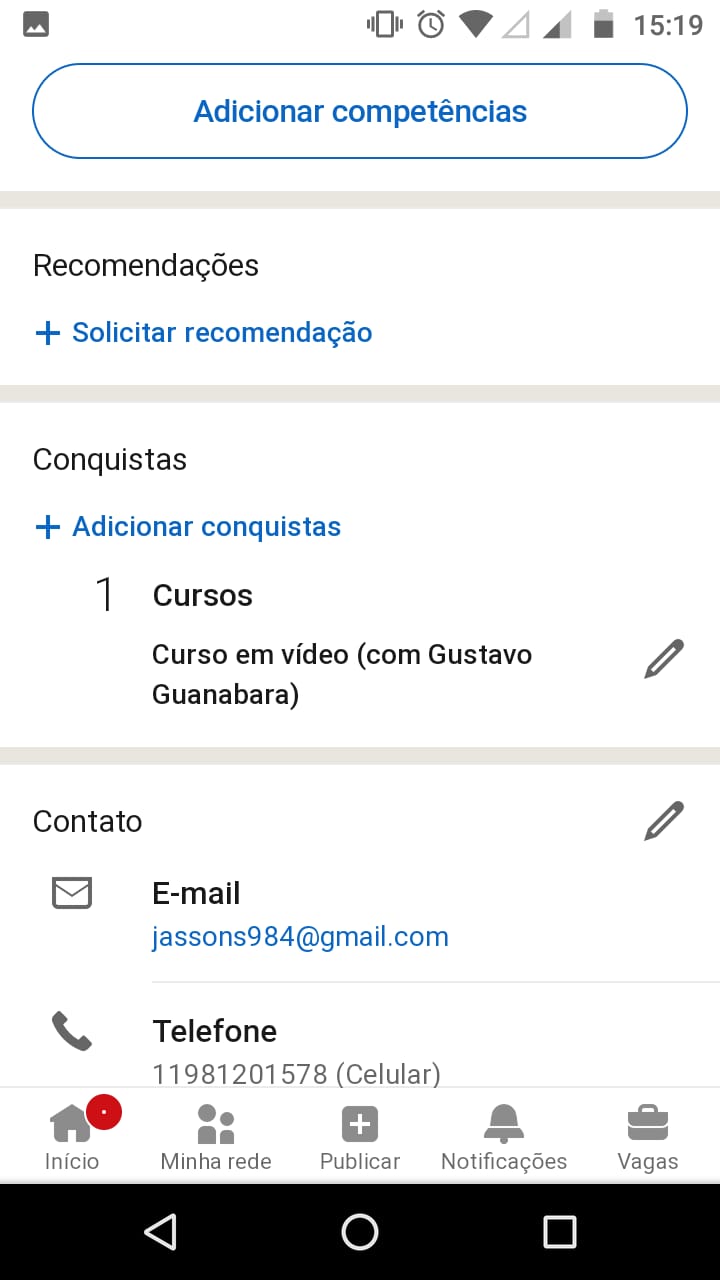 15:19
Adicionar competências
Recomendações
+ Solicitar recomendação
Conquistas
+ Adicionar conquistas
1 Cursos
Curso em vídeo (com Gustavo
Guanabara)
Contato
E-mail
jassons984@gmail.com
Telefone
11981201578 (Celular)
Início Minha rede Publicar Notificações Vagas